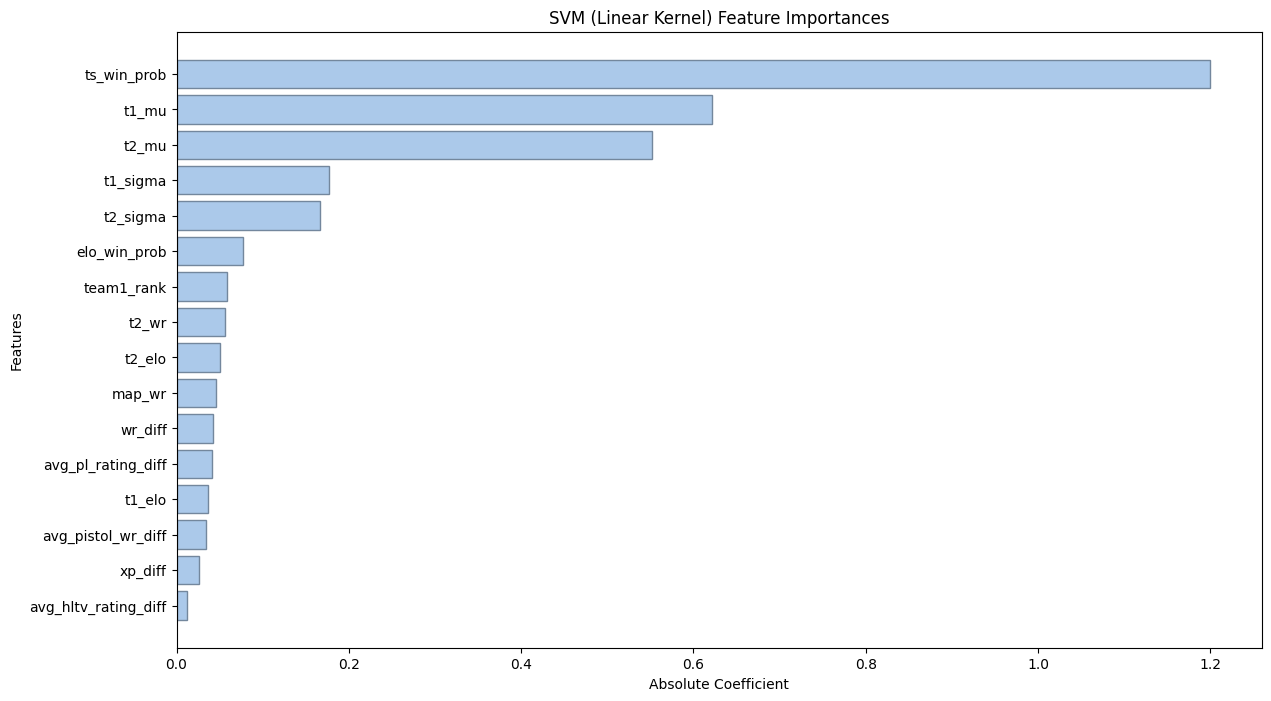 SVM (Linear Kernel) Feature Importances
Features
ts_win_prob
t1_mu
t2_mu
t1_sigma
t2_sigma
elo_win_prob
team1_rank
t2_wr
t2_elo
map_wr
wr_diff
avg_pl_rating_diff
t1_elo
avg_pistol_wr_diff
xp_diff
avg_hltv_rating_diff
0.0 0.2 0.4 0.6 0.8 1.0 1.2
Absolute Coefficient